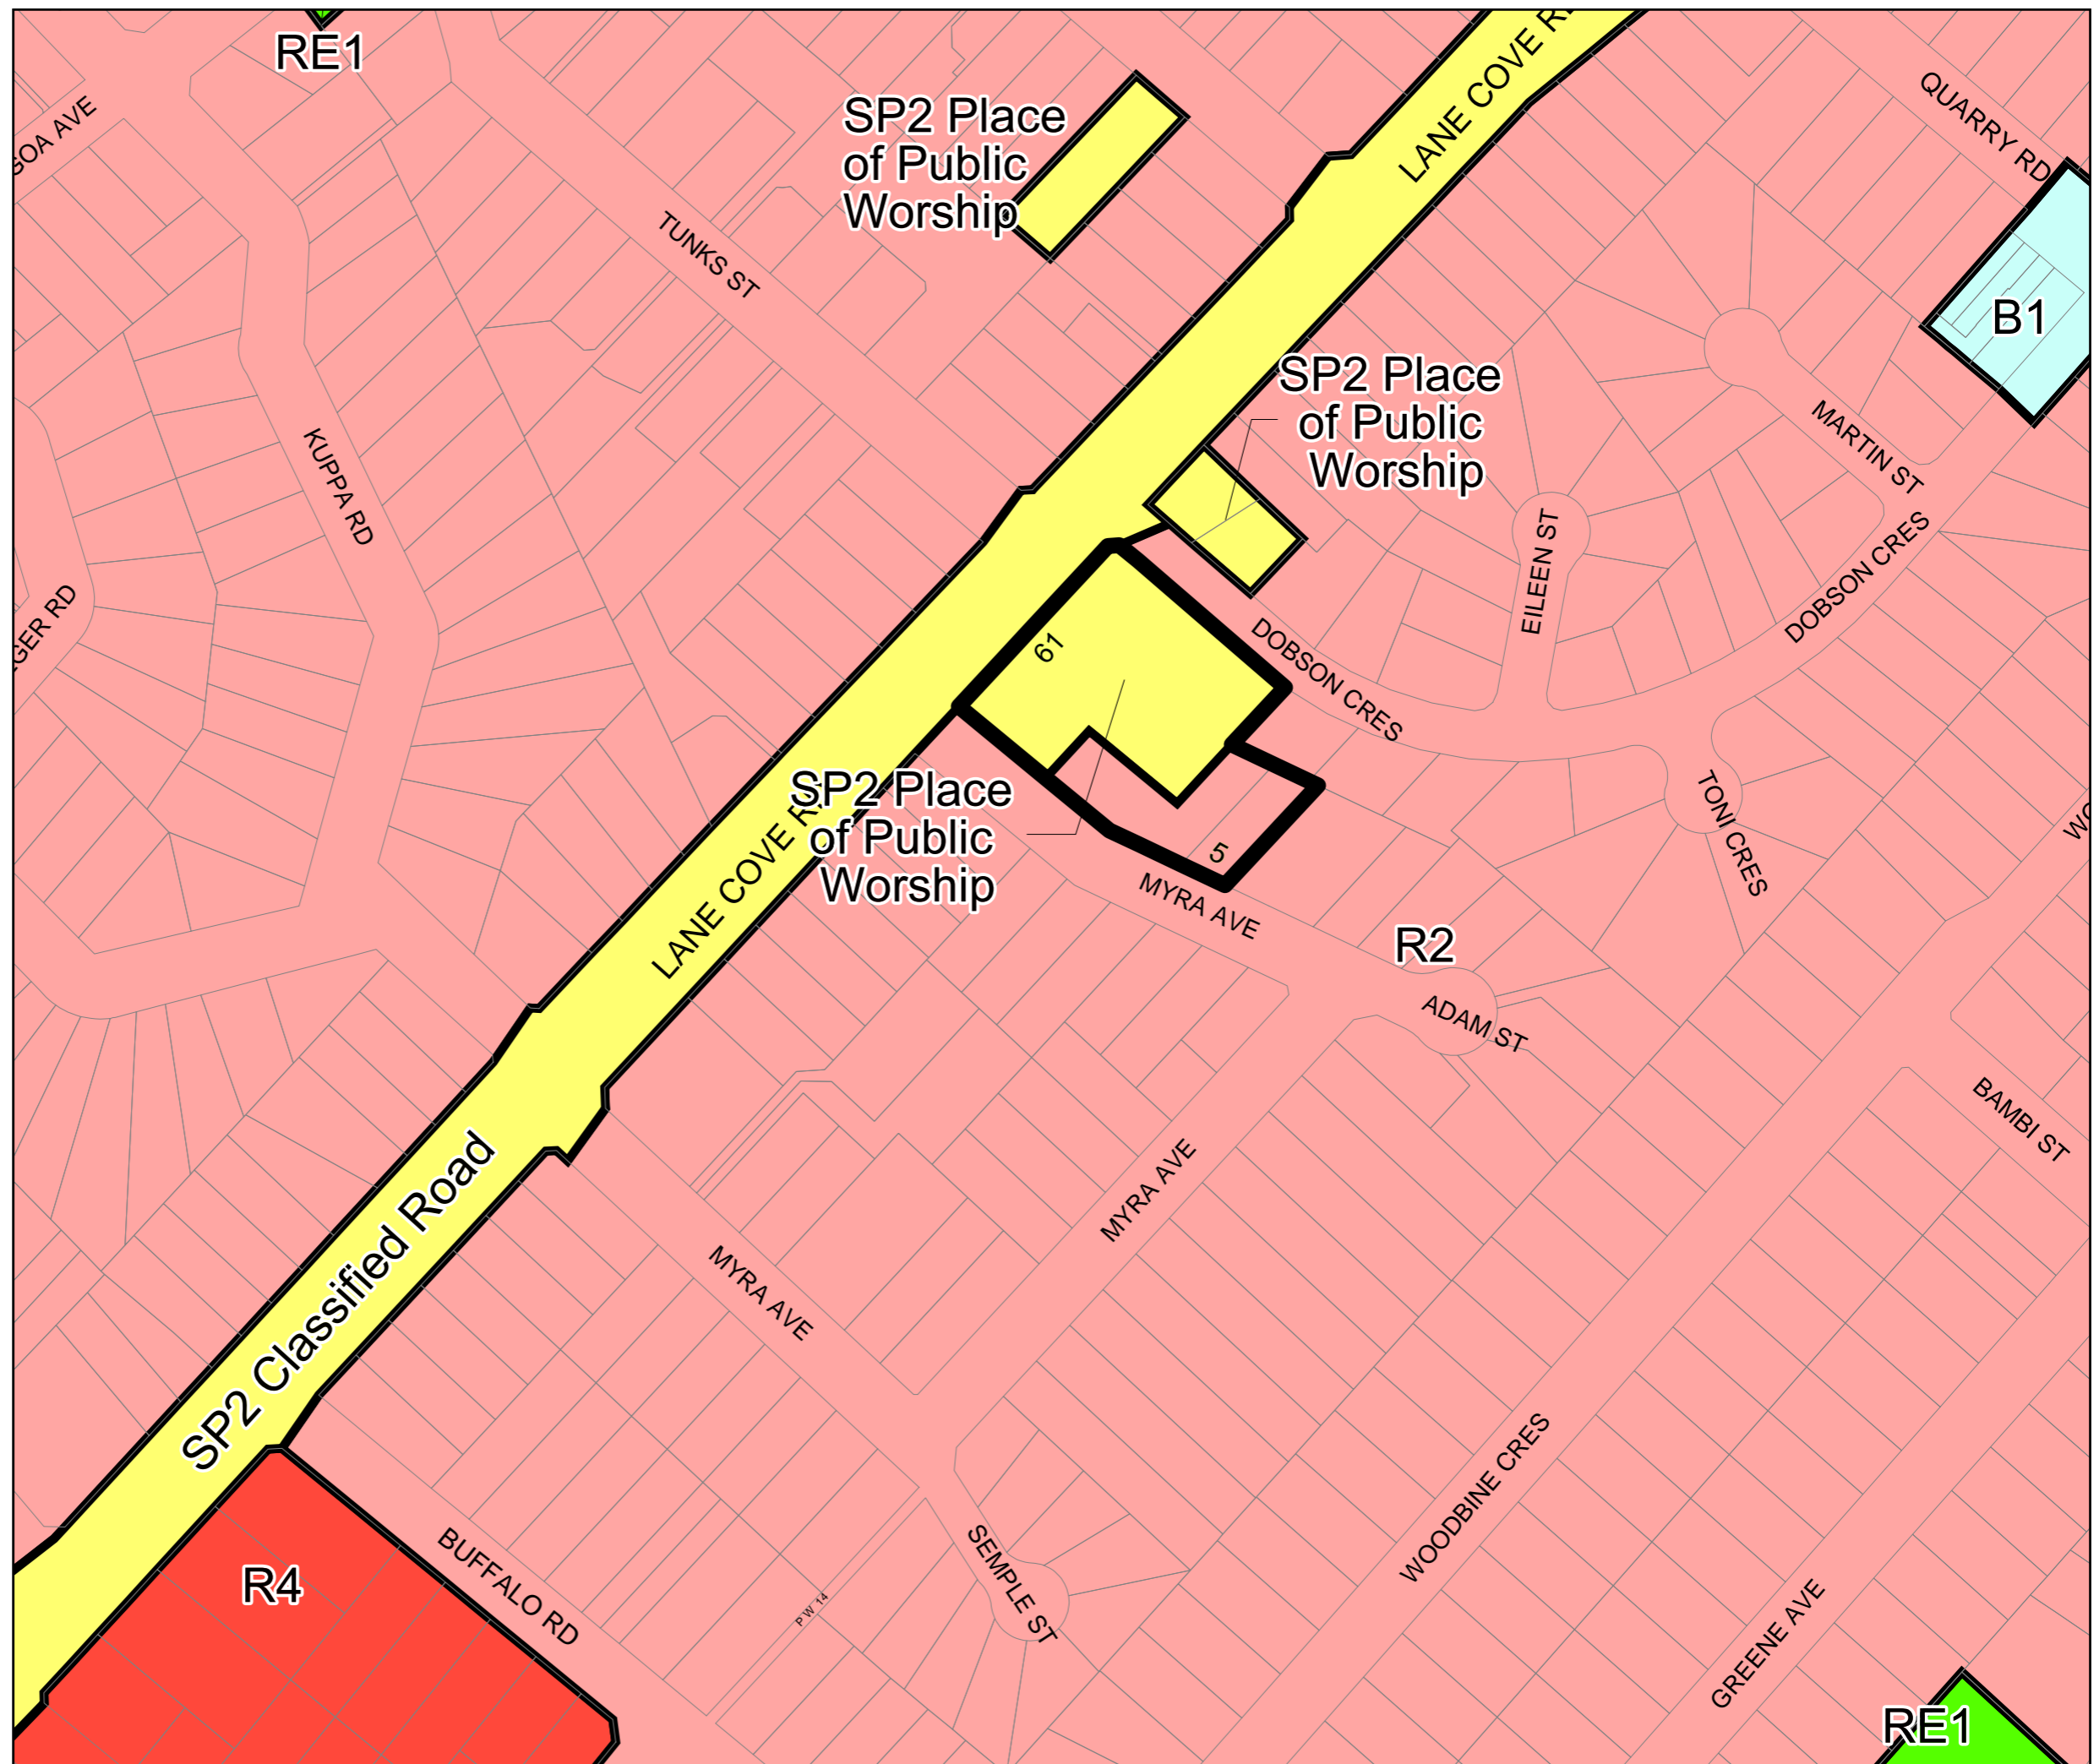 RE1
GOA AVE
SP2 Place
of Public
Worship
LANE COVE R
QUARRY RD
TUNKS ST
B1
SP2 Place
of Public
Worship
KUPPA RD
MARTIN ST
EILEEN ST
DOBSON CRES
GER RD
61
DOBSON CRES
SP2 Place
of Public
Worship
LANE COVE R
5
TONI CRES
WO
MYRA AVE
R2
ADAM ST
BAMBI ST
SP2 Classified Road
MYRA AVE
MYRA AVE
WOODBINE CRES
R4
BUFFALO RD
SEMPLE ST
P W 14
GREENE AVE
RE1